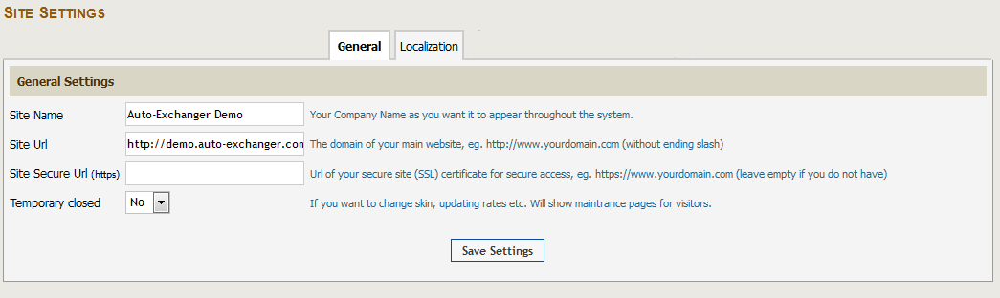 SITE SETTINGS
General Localization
General Settings
Site Name Auto-Exchanger Demo Your Company Name as you want it to appear throughout the system.
Site Url http://demo.auto-exchanger.com The domain of your main website, eg. http://www.yourdomain.com (without ending slash)
Site Secure Url (https) Url of your secure site (SSL) certificate for secure access, eg. https://www.yourdomain.com (leave empty if you do not have)
Temporary closed No If you want to change skin, updating rates etc. Will show maintrance pages for visitors.
Save Settings